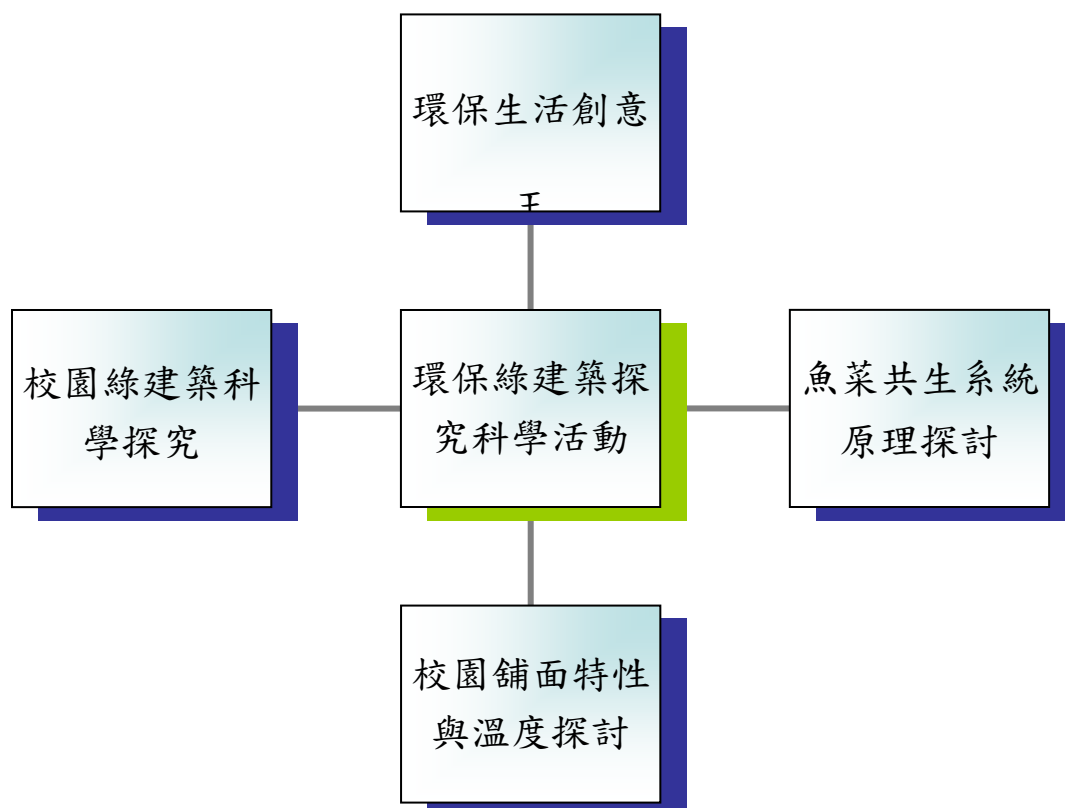 環保生活創意
校園綠建築科
學探究
環保綠建築探
究科學活動
魚菜共生系統
原理探討
校園舖面特性
與溫度探討